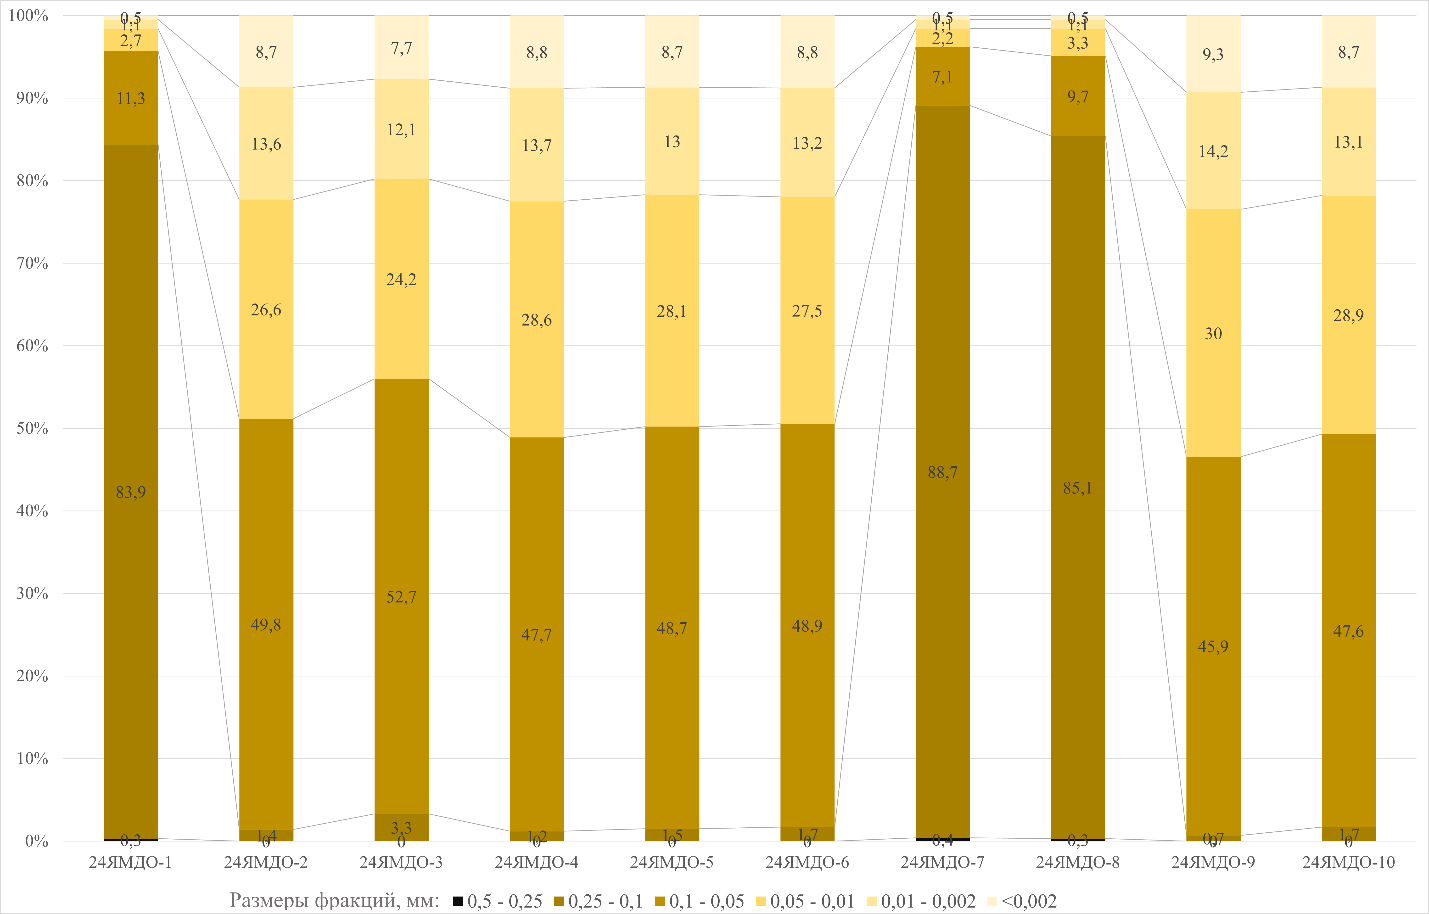 100%
0,5 8,7 7,7 8,8 8,7 8,8 0,5 0,5 9,3 8,7
1,1 13,6 12,1 13,7 13 13,2 1,1 1,1 14,2 13,1
2,7 26,6 24,2 28,6 28,1 27,5 2,2 3,3 30 28,9
90%
11,3 49,8 52,7 47,7 48,7 48,9 7,1 9,7 45,9 47,6
80%
70%
60%
50%
83,9 1,4 3,3 1,2 1,5 1,7 88,7 85,1 0,7 1,7
40%
30%
20%
10%
0%
0,3 0 0 0 0 0 0,4 0,3 0 0
24ЯМДО-1 24ЯМДО-2 24ЯМДО-3 24ЯМДО-4 24ЯМДО-5 24ЯМДО-6 24ЯМДО-7 24ЯМДО-8 24ЯМДО-9 24ЯМДО-10
Размеры фракций, мм: 0,5 - 0,25 0,25 - 0,1 0,1 - 0,05 0,05 - 0,01 0,01 - 0,002 <0,002